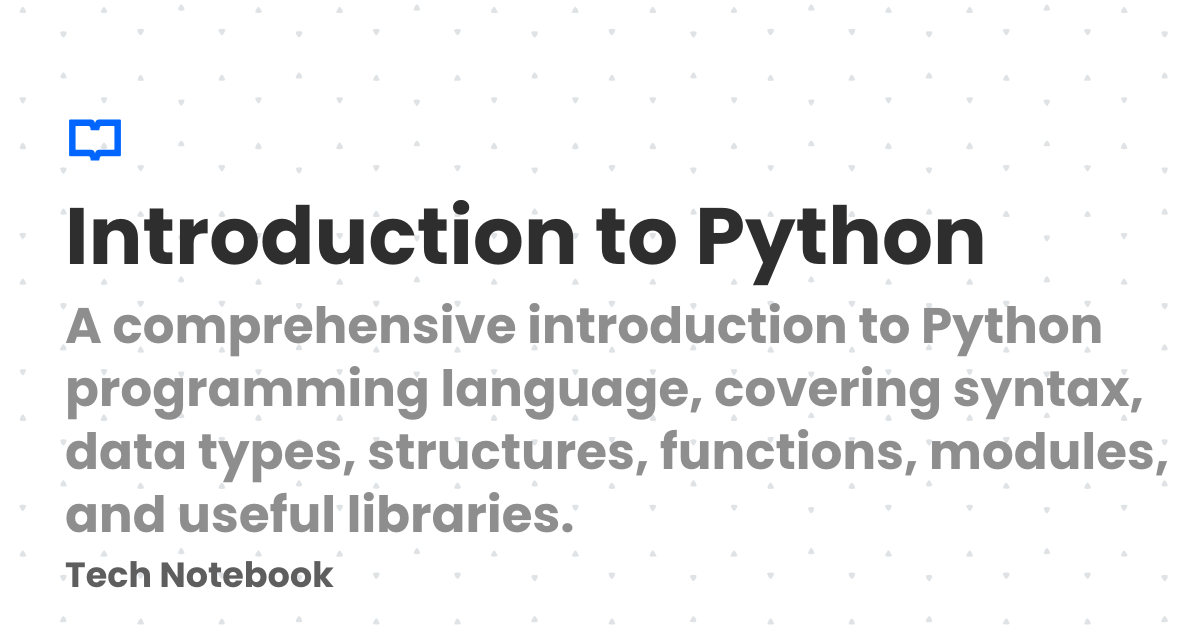 Introduction to Python
A comprehensive introduction to Python
programming language, covering syntax,
data types, structures, functions, modules,
and useful libraries.
Tech Notebook